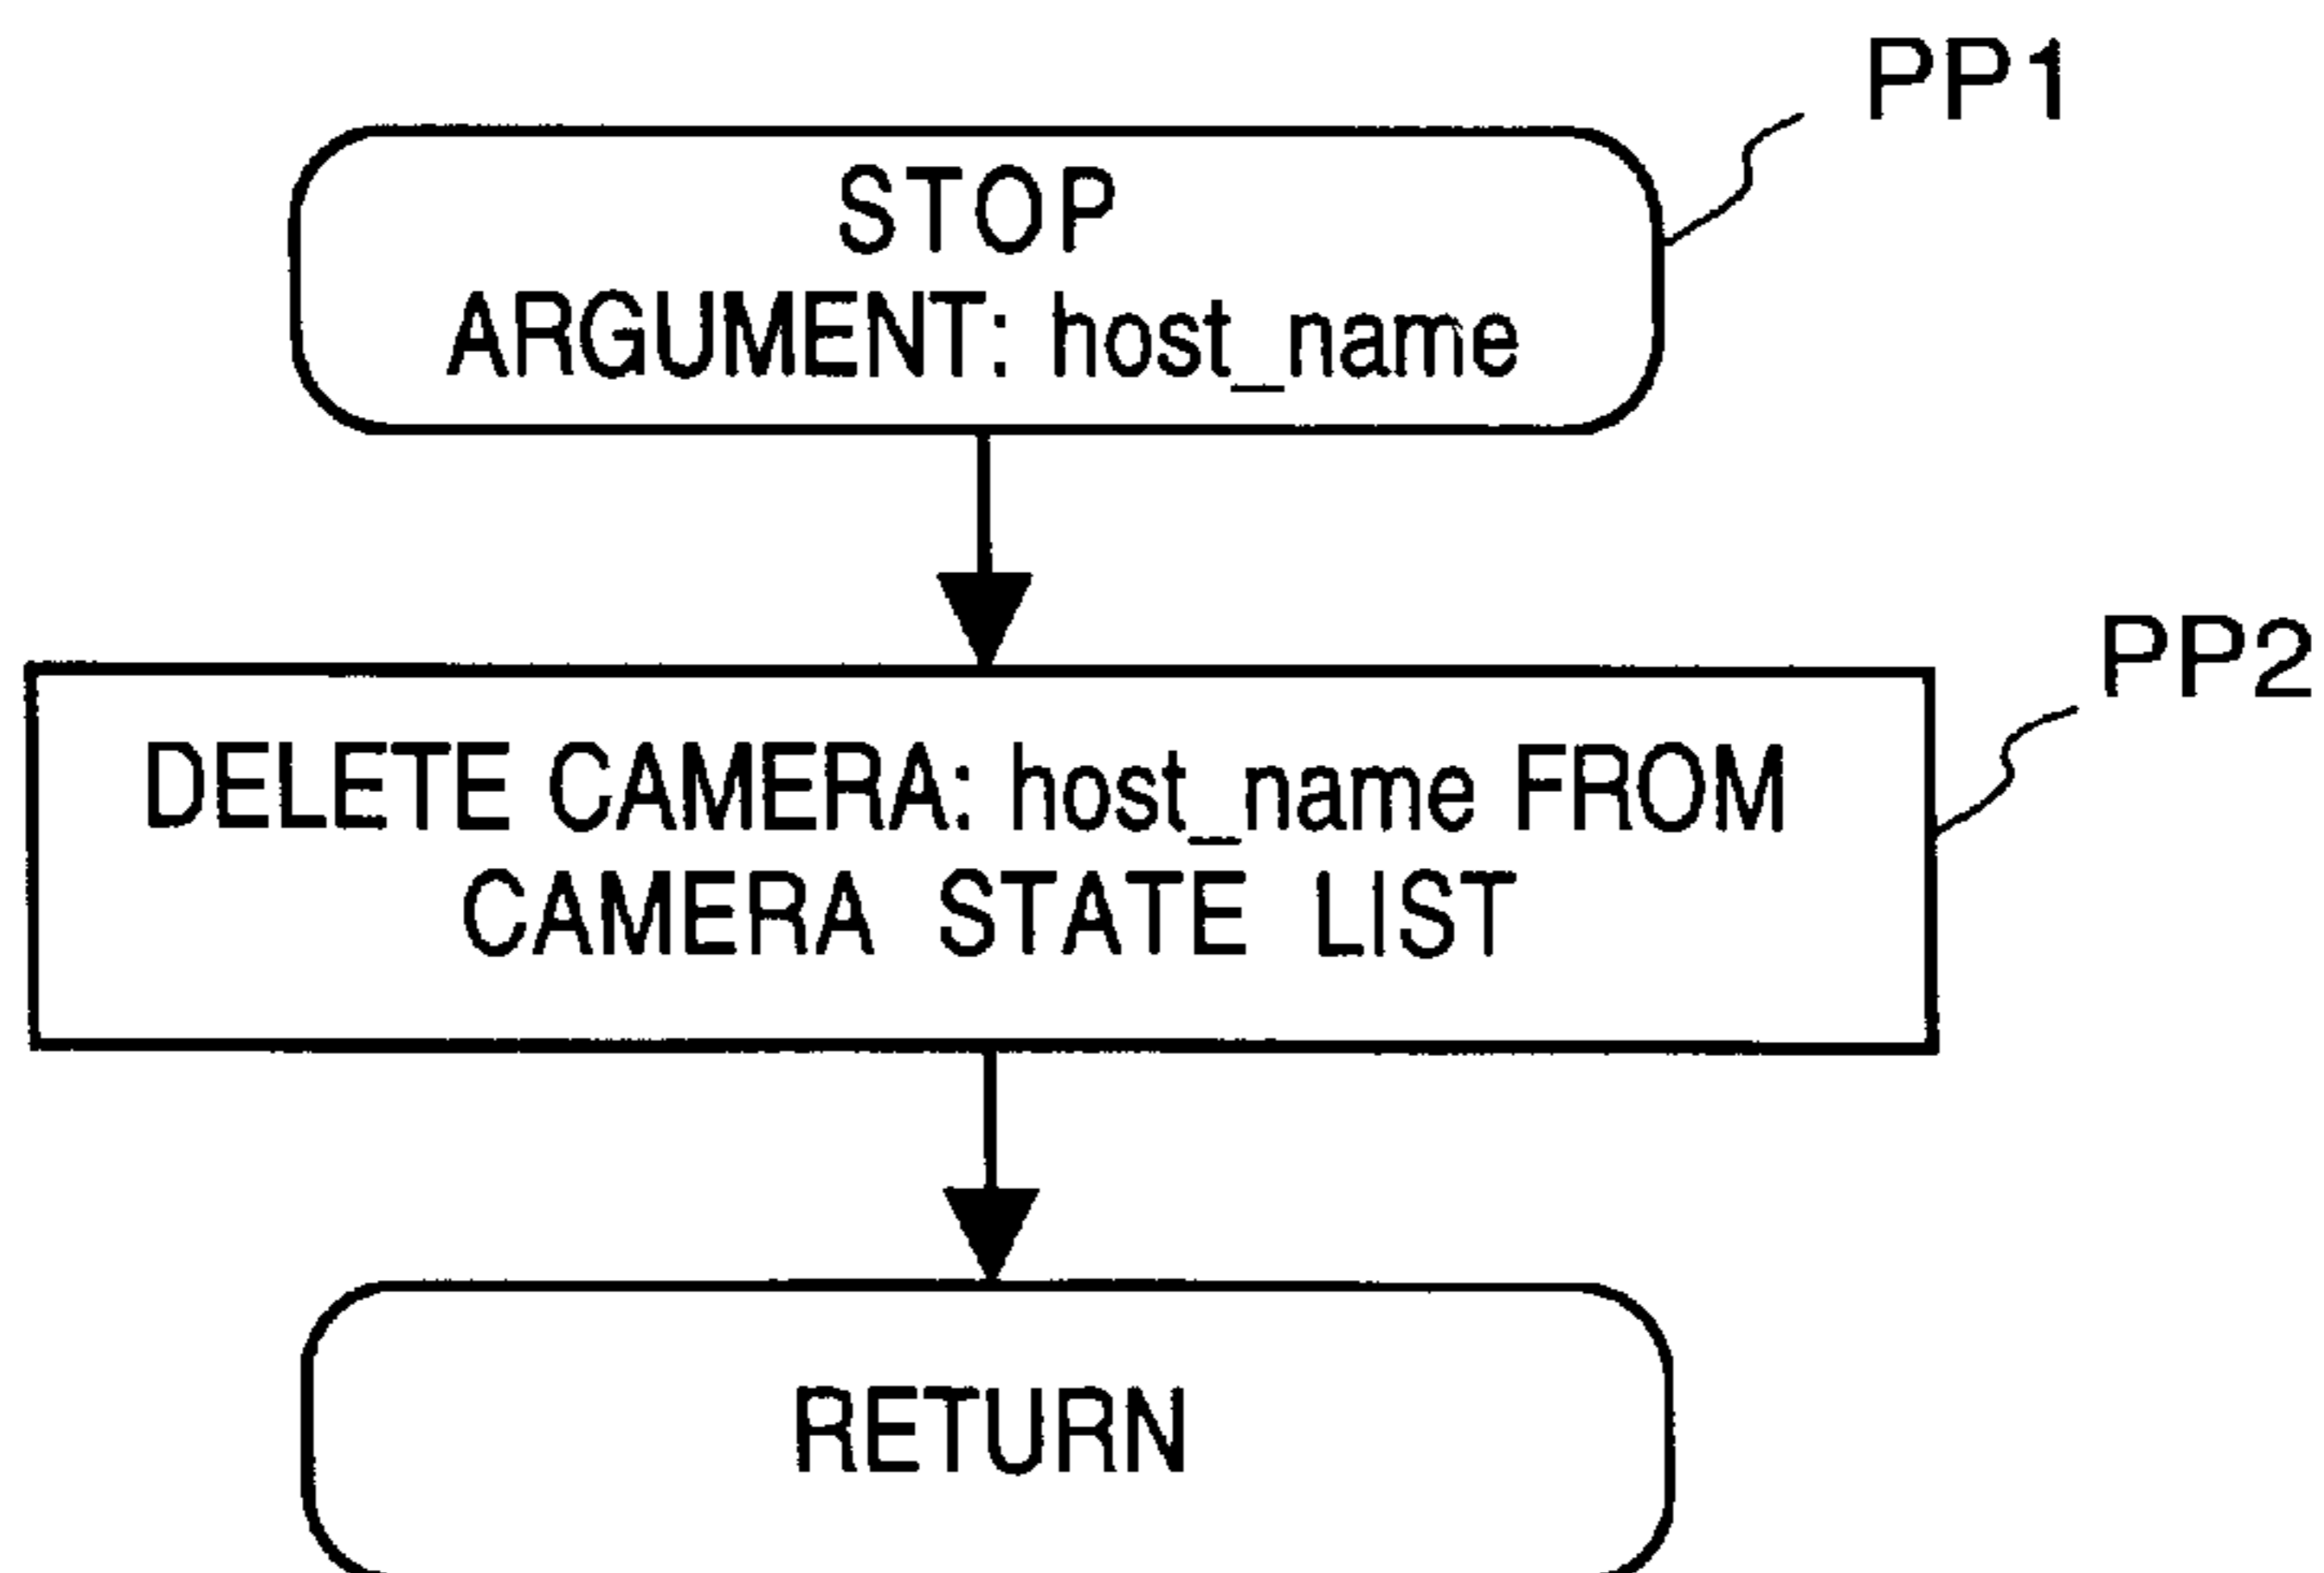 PP1
STOP
ARGUMENT: host_name
PP2
DELETE CAMERA: host_name FROM
CAMERA STATE LIST
RETURN